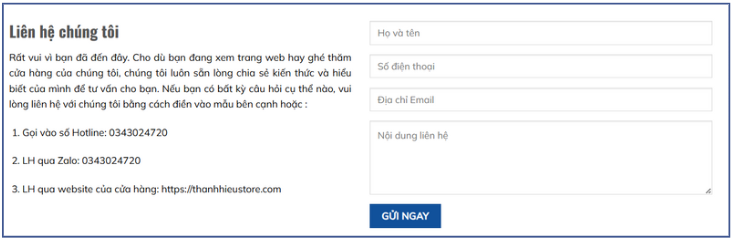 Liên hệ chúng tôi
Rất vui vì bạn đã đến đây. Cho dù bạn đang xem trang web hay ghé thăm
cửa hàng của chúng tôi, chúng tôi luôn sẵn lòng chia sẻ kiến thức và hiểu
biết của mình để tư vấn cho bạn. Nếu bạn có bất kỳ câu hỏi cụ thể nào, vui
lòng liên hệ với chúng tôi bằng cách điền vào mẫu bên cạnh hoặc :
1. Gọi vào số Hotline: 0343024720
2. LH qua Zalo: 0343024720
3. LH qua website của cửa hàng: https://thanhhieustore.com
Họ và tên
Số điện thoại
Địa chỉ Email
Nội dung liên hệ
GỬI NGAY